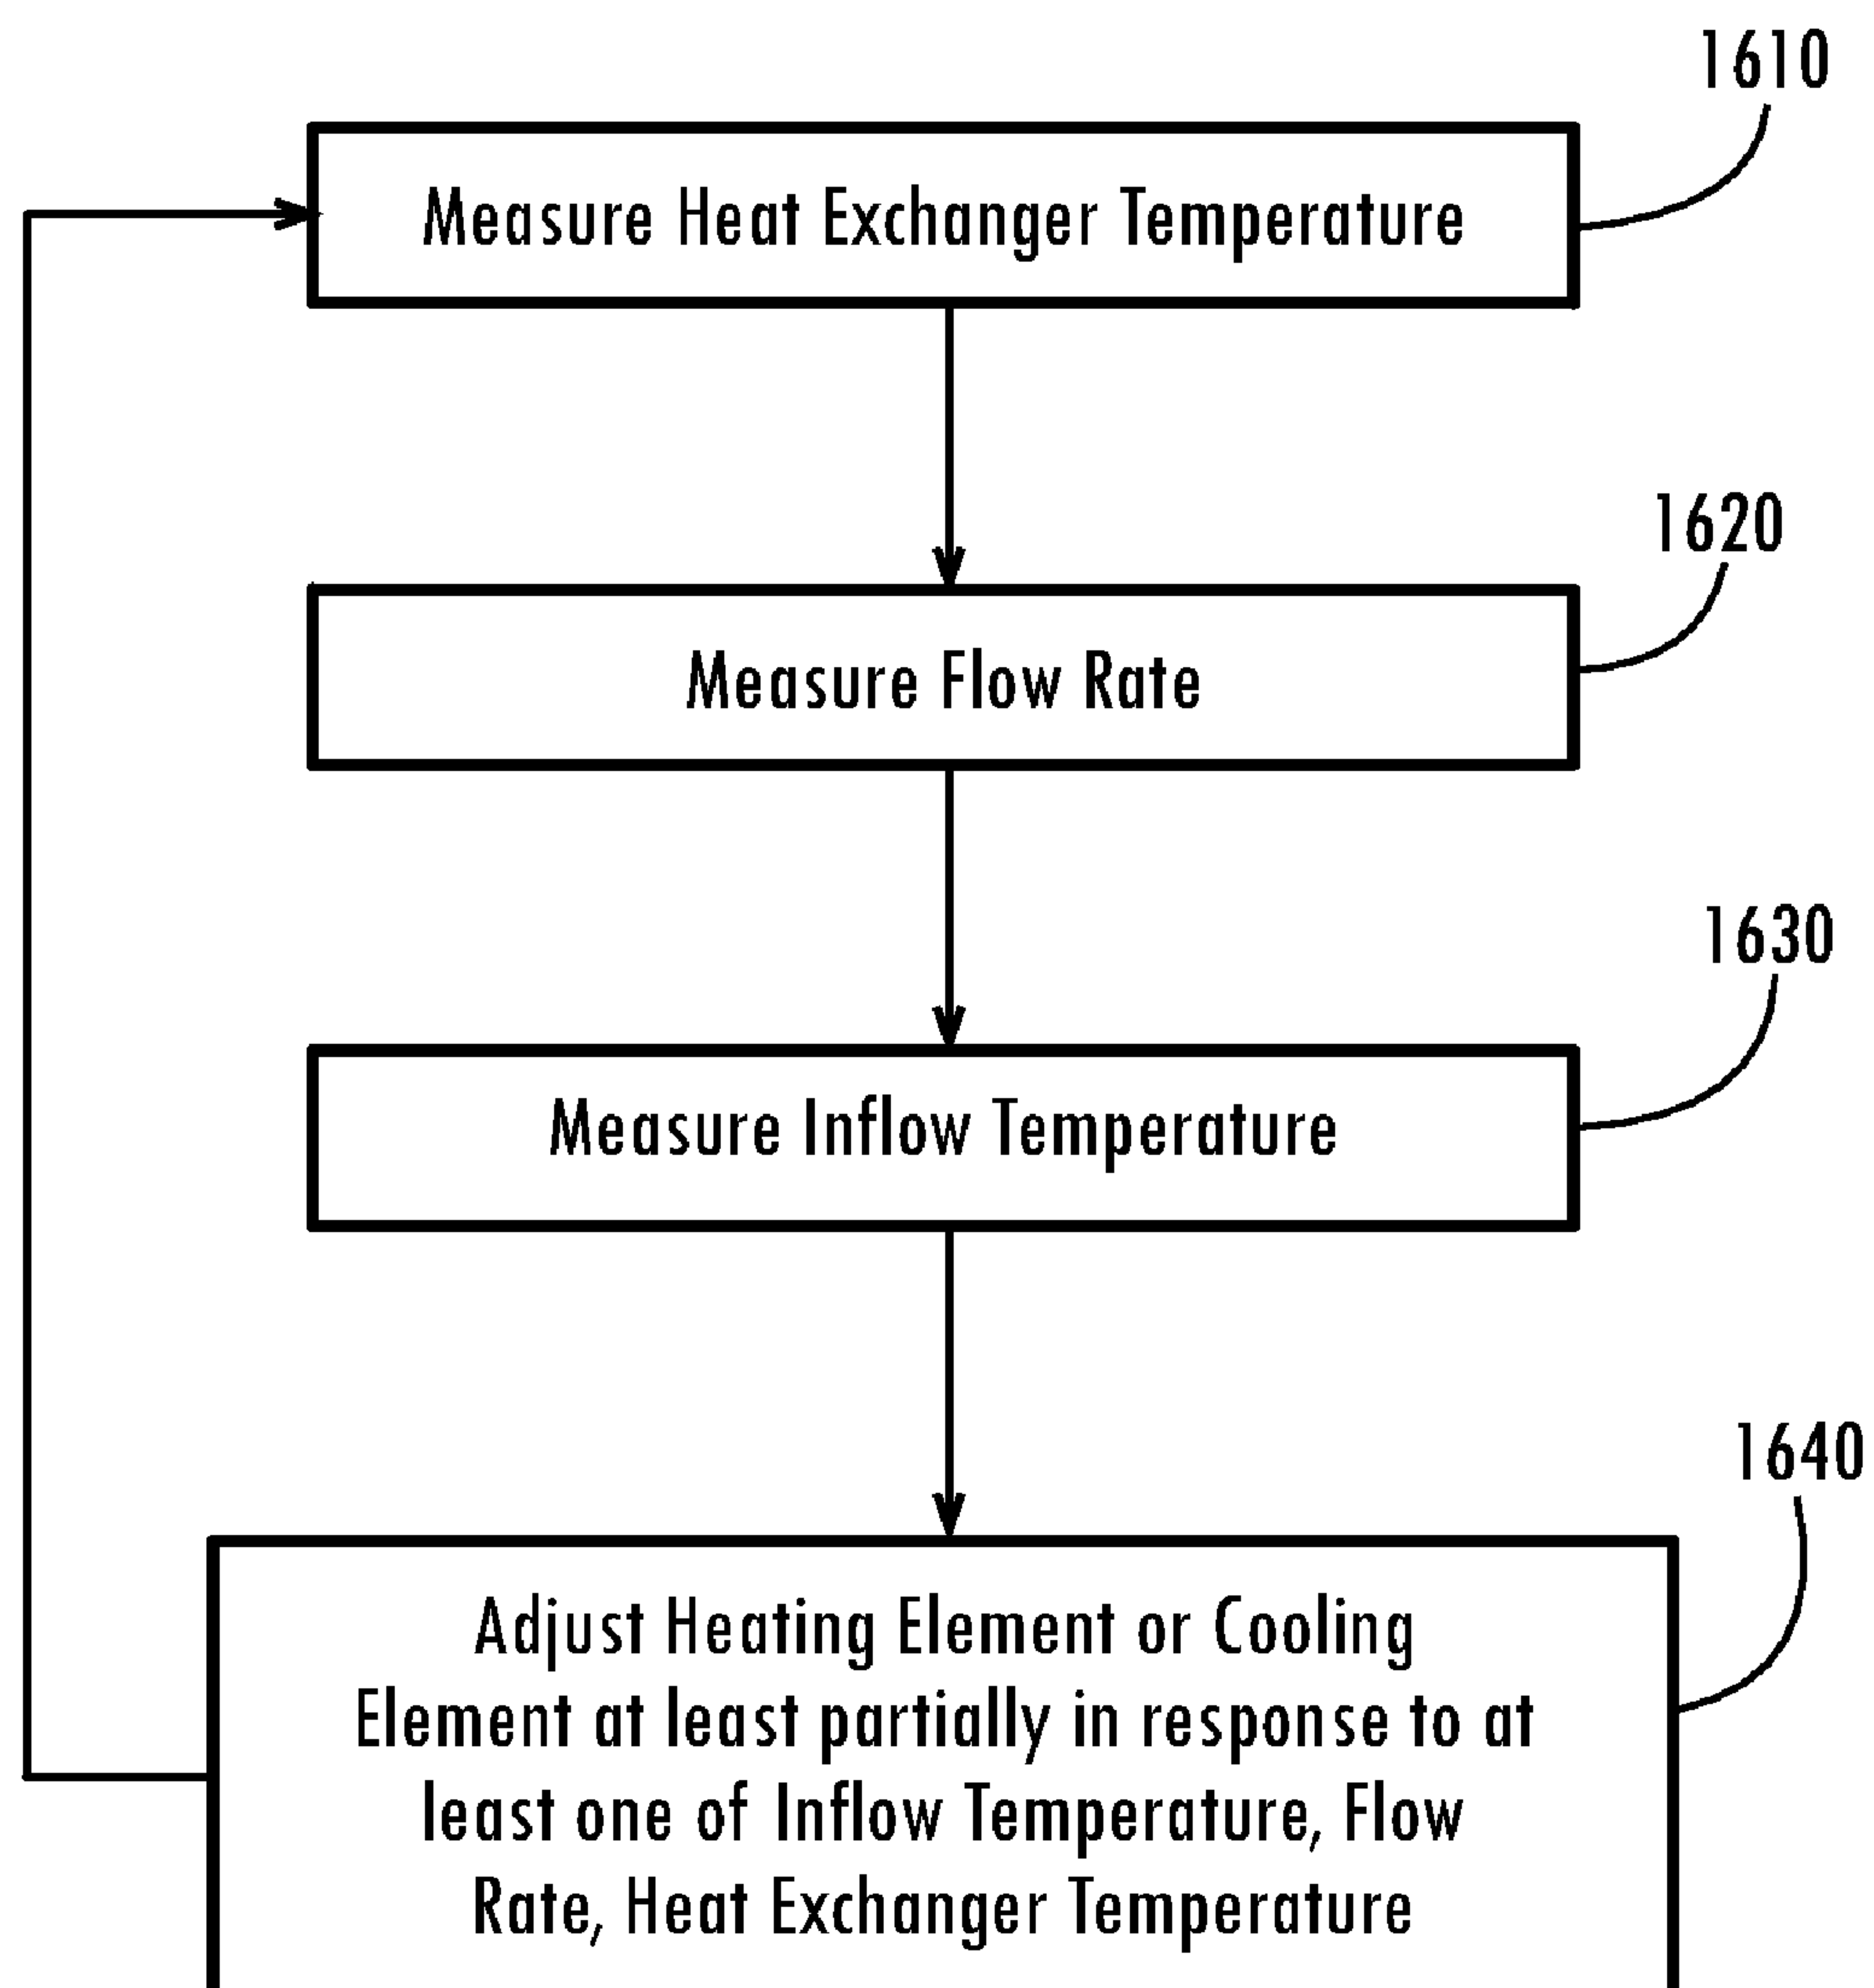 1610
Measure Heat Exchanger Temperature
1620
Measure Flow Rate
1630
Measure Inflow Temperature
1640
Adjust Heating Element or Cooling
Element at least partially in response to at
least one of Inflow Temperature, Flow
Rate, Heat Exchanger Temperature